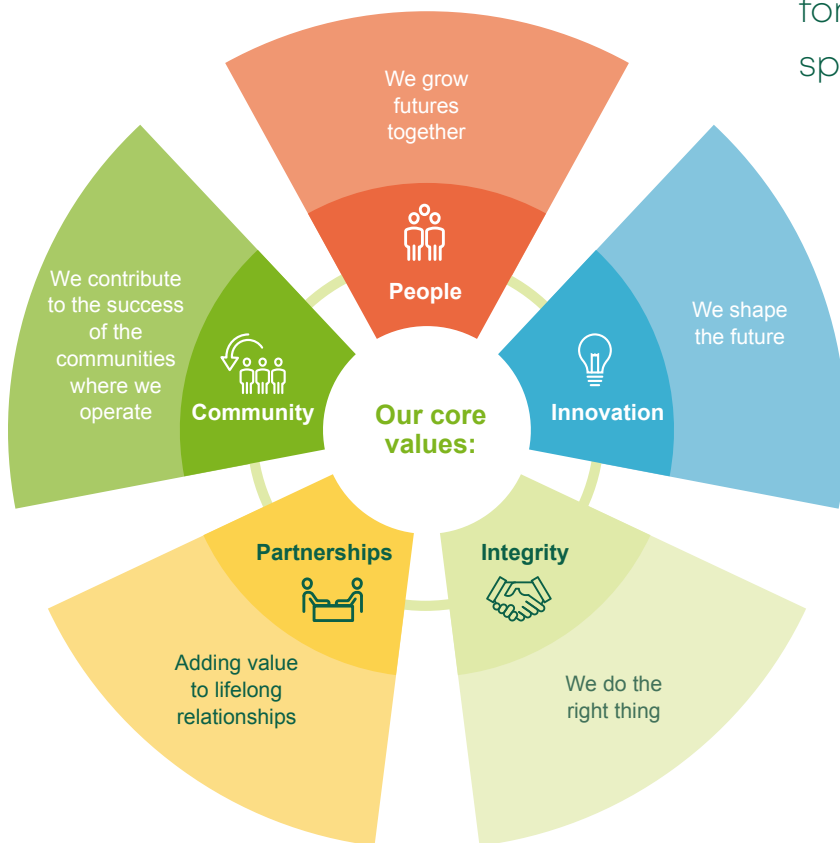 We grow
futures
together
People
We shape
the future
Innovation
We contribute
to the success
of the
communities
where we
operate
Community
Our core
values:
Partnerships
Adding value
to lifelong
relationships
Integrity
We do the
right thing